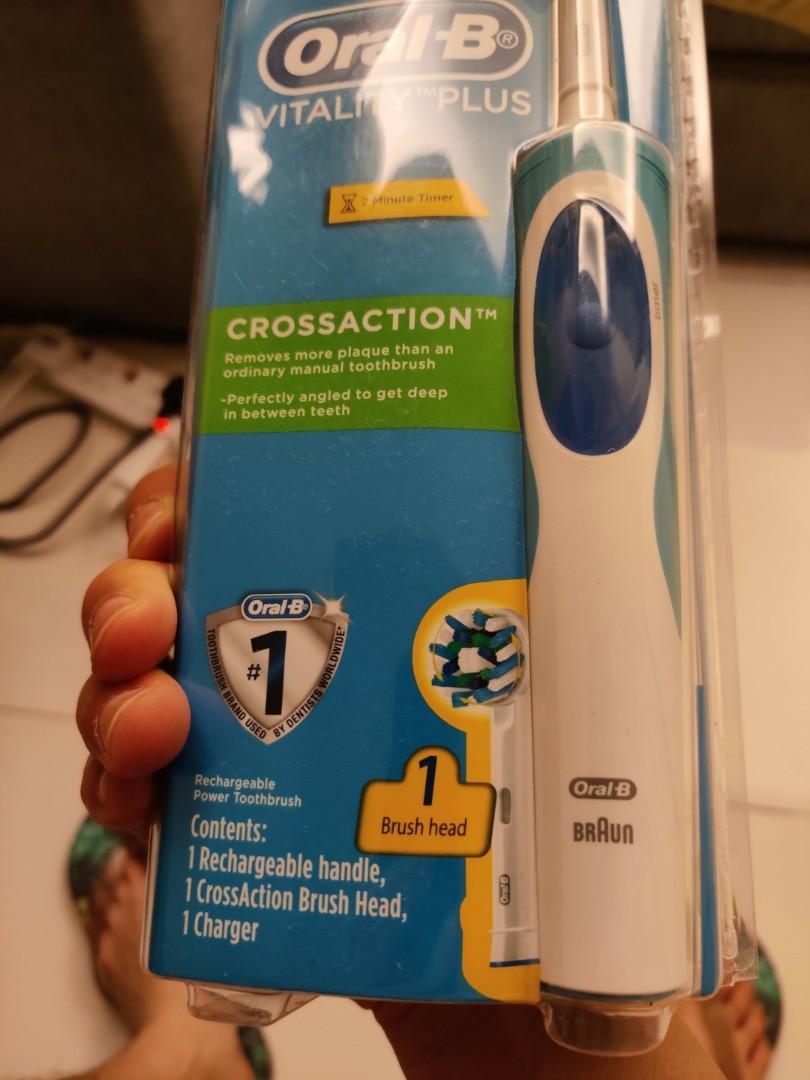 Oral-B®
VITALITY™ PLUS
2 Minute Timer
CROSSACTION™
Removes more plaque than an
ordinary manual toothbrush
-Perfectly angled to get deep
in between teeth
timer
Oral-B
#1
TOOTHBRUSH BRAND USED BY DENTISTS WORLDWIDE*
1
Brush head
Rechargeable
Power Toothbrush
Contents:
1 Rechargeable handle,
1 CrossAction Brush Head,
1 Charger
Oral-B
Oral-B
BRAUN